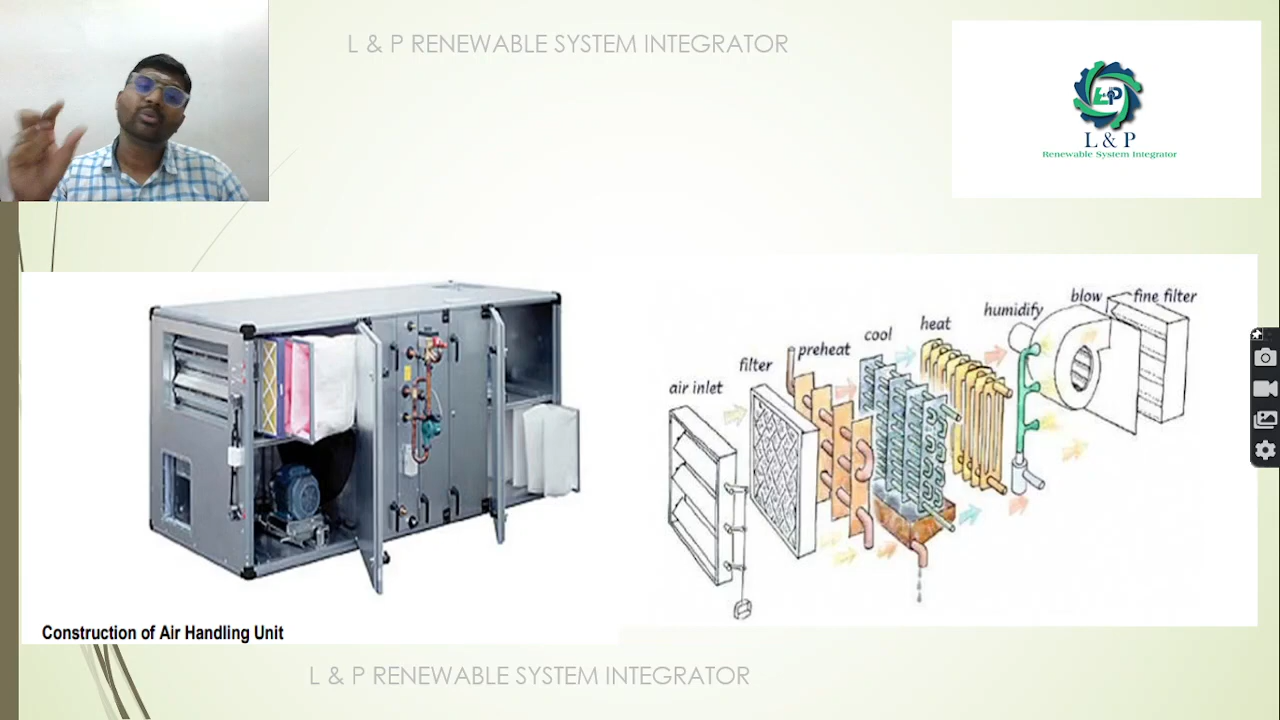 L & P RENEWABLE SYSTEM INTEGRATOR
LP
L & P
Renewable System Integrator
air inlet
filter
preheat
cool
heat
humidify
blow
fine filter
Construction of Air Handling Unit
L & P RENEWABLE SYSTEM INTEGRATOR